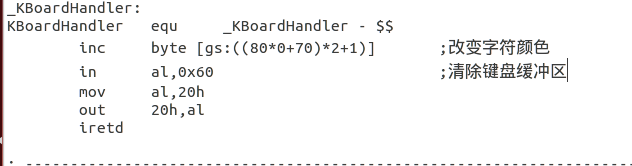 _KBoardHandler:
KBoardHandler equ _KBoardHandler - $$
inc byte [gs:((80*0+70)*2+1)] ;改变字符颜色
in al,0x60 ;清除键盘缓冲区
mov al,20h
out 20h,al
iretd
; ---------------------------------------------------------------------